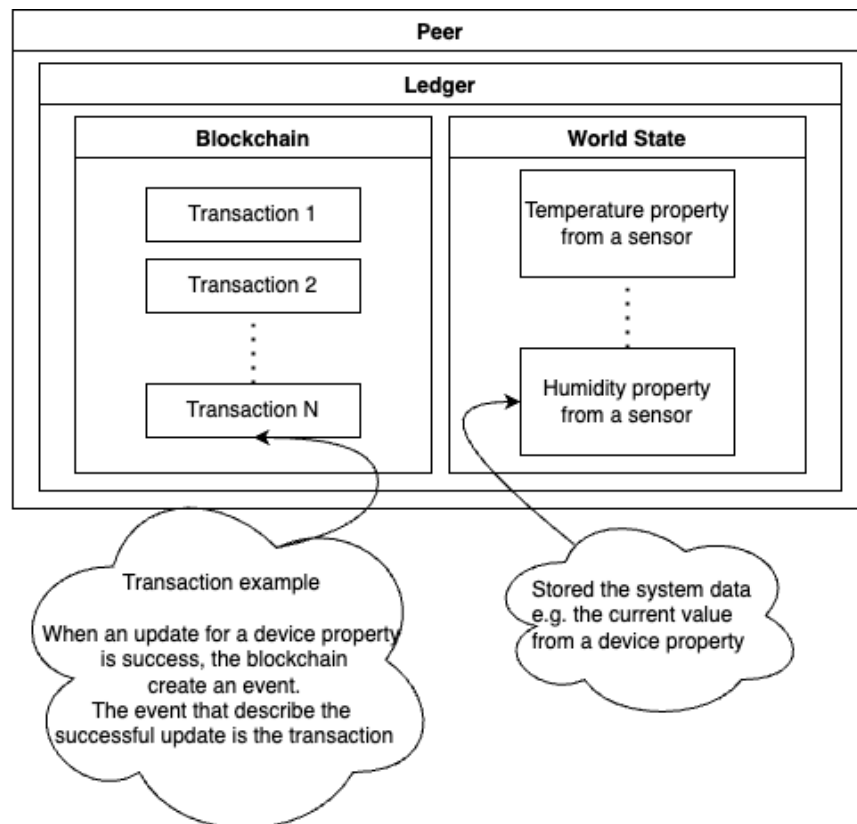 Peer
Ledger
Blockchain
Transaction 1
Transaction 2
Transaction N
World State
Temperature property
from a sensor
Humidity property
from a sensor
Transaction example
When an update for a device property
is success, the blockchain
create an event.
The event that describe the
successful update is the transaction
Stored the system data
e.g. the current value
from a device property